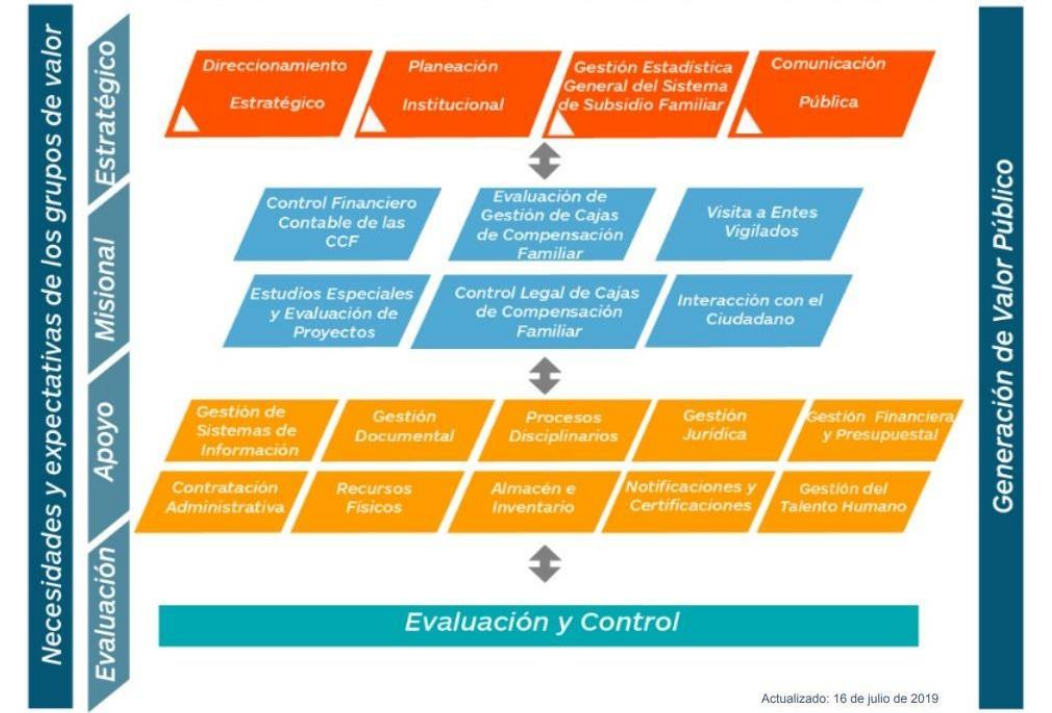 Necesidades y expectativas de los grupos de valor
Estratégico
Direccionamiento
Estratégico
Planeación
Institucional
Gestión Estadística
General del Sistema
de Subsidio Familiar
Comunicación
Pública
Misional
Control Financiero
Contable de las
CCF
Evaluación de
Gestión de Cajas
de Compensación
Familiar
Visita a Entes
Vigilados
Estudios Especiales
y Evaluación de
Proyectos
Control Legal de Cajas
de Compensación
Familiar
Interacción con el
Ciudadano
Apoyo
Gestión de
Sistemas de
Información
Gestión
Documental
Procesos
Disciplinarios
Gestión
Jurídica
Gestión Financiera
y Presupuestal
Contratación
Administrativa
Recursos
Físicos
Almacén e
Inventario
Notificaciones y
Certificaciones
Gestión del
Talento Humano
Evaluación
Evaluación y Control
Generación de Valor Público
Actualizado: 16 de julio de 2019